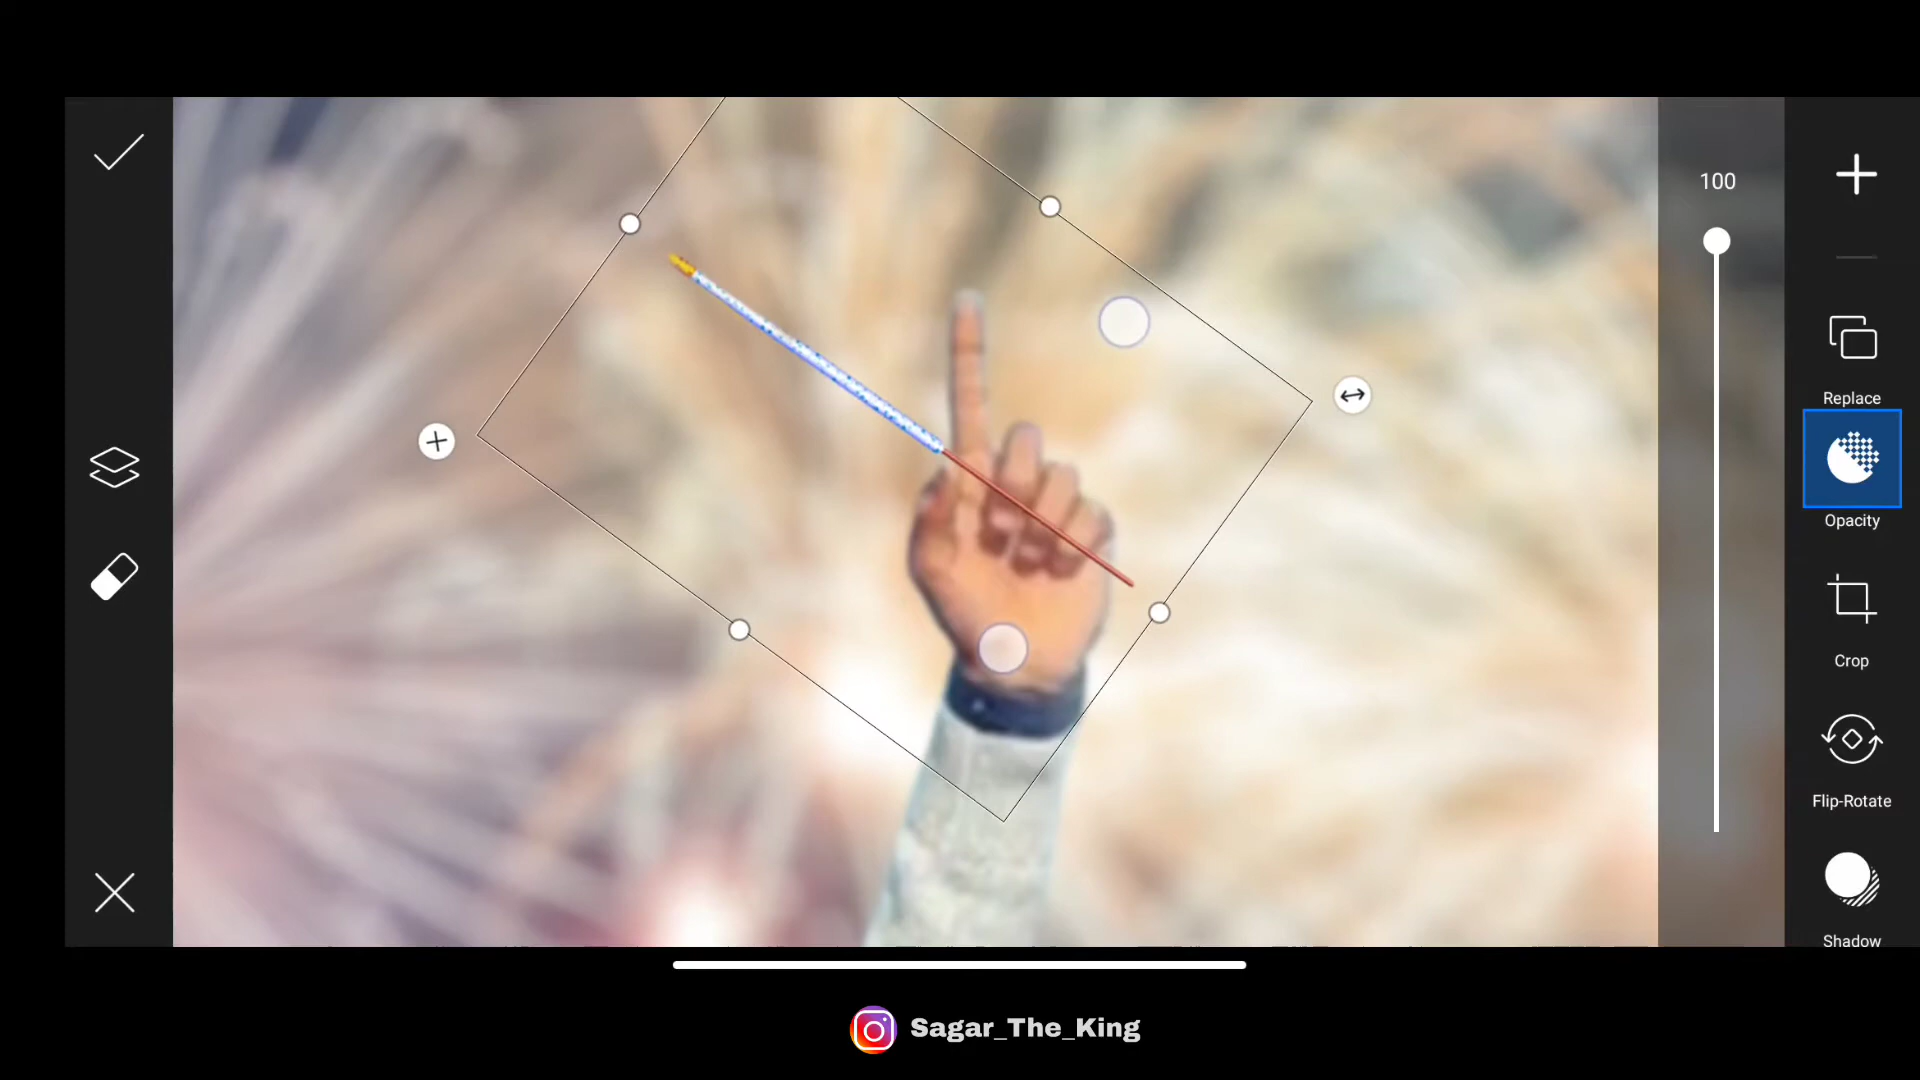 100
Replace
Opacity
Crop
Flip-Rotate
Shadow
Sagar_The_King